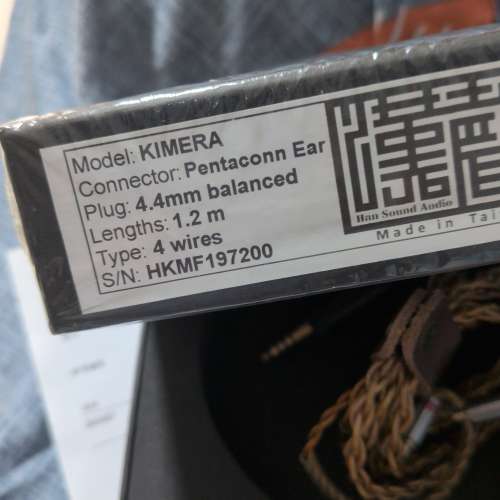 Model: KIMERA
Connector: Pentaconn Ear
Plug: 4.4mm balanced
Lengths: 1.2 m
Type: 4 wires
S/N: HKMF197200
Han Sound Audio
Made in Tai